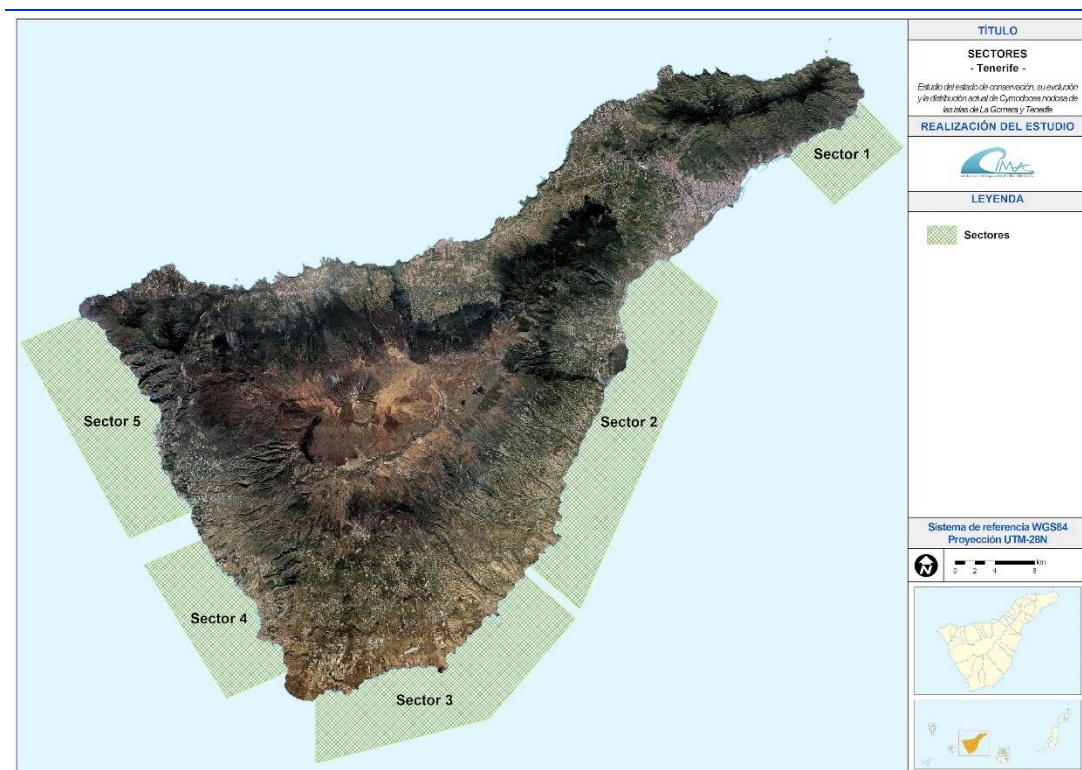 TÍTULO
SECTORES
- Tenerife -
Estudio del estado de conservación, su evolución
y la distribución actual de Cymodocea nodosa de
las islas de La Gomera y Tenerife
REALIZACIÓN DEL ESTUDIO
CIMA
LEYENDA
Sectores
Sector 1
Sector 2
Sector 5
Sector 4
Sector 3
Sistema de referencia WGS84
Proyección UTM-28N
N
km
0 2 4 8